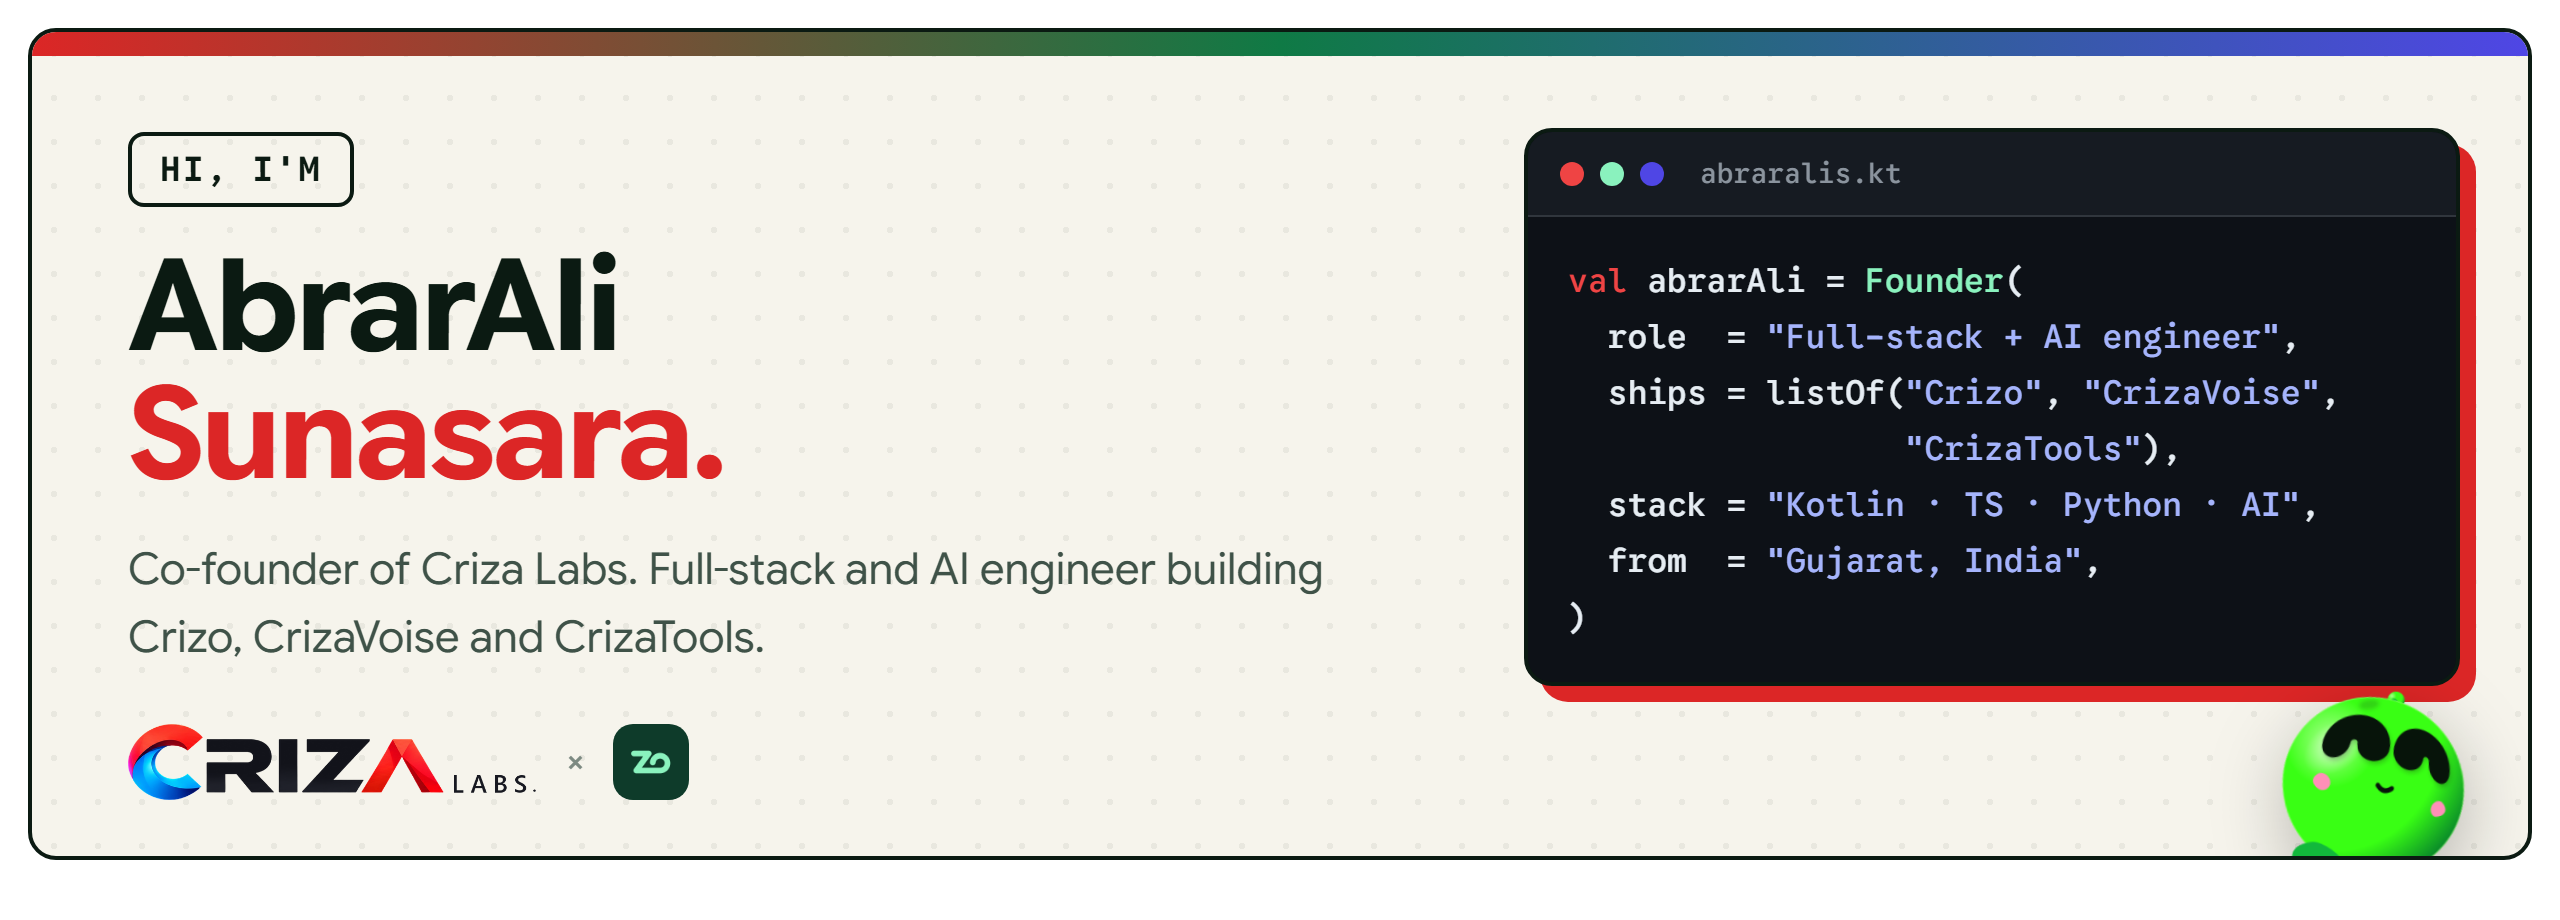 HI, I'M
AbrarAli
Sunasara.
Co-founder of Criza Labs. Full-stack and AI engineer building
Crizo, CrizaVoise and CrizaTools.
CRIZA LABS.
×
zo
abraralis.kt
val abrarAli = Founder(
  role  = "Full-stack + AI engineer",
  ships = listOf("Crizo", "CrizaVoise",
                 "CrizaTools"),
  stack = "Kotlin · TS · Python · AI",
  from  = "Gujarat, India",
)